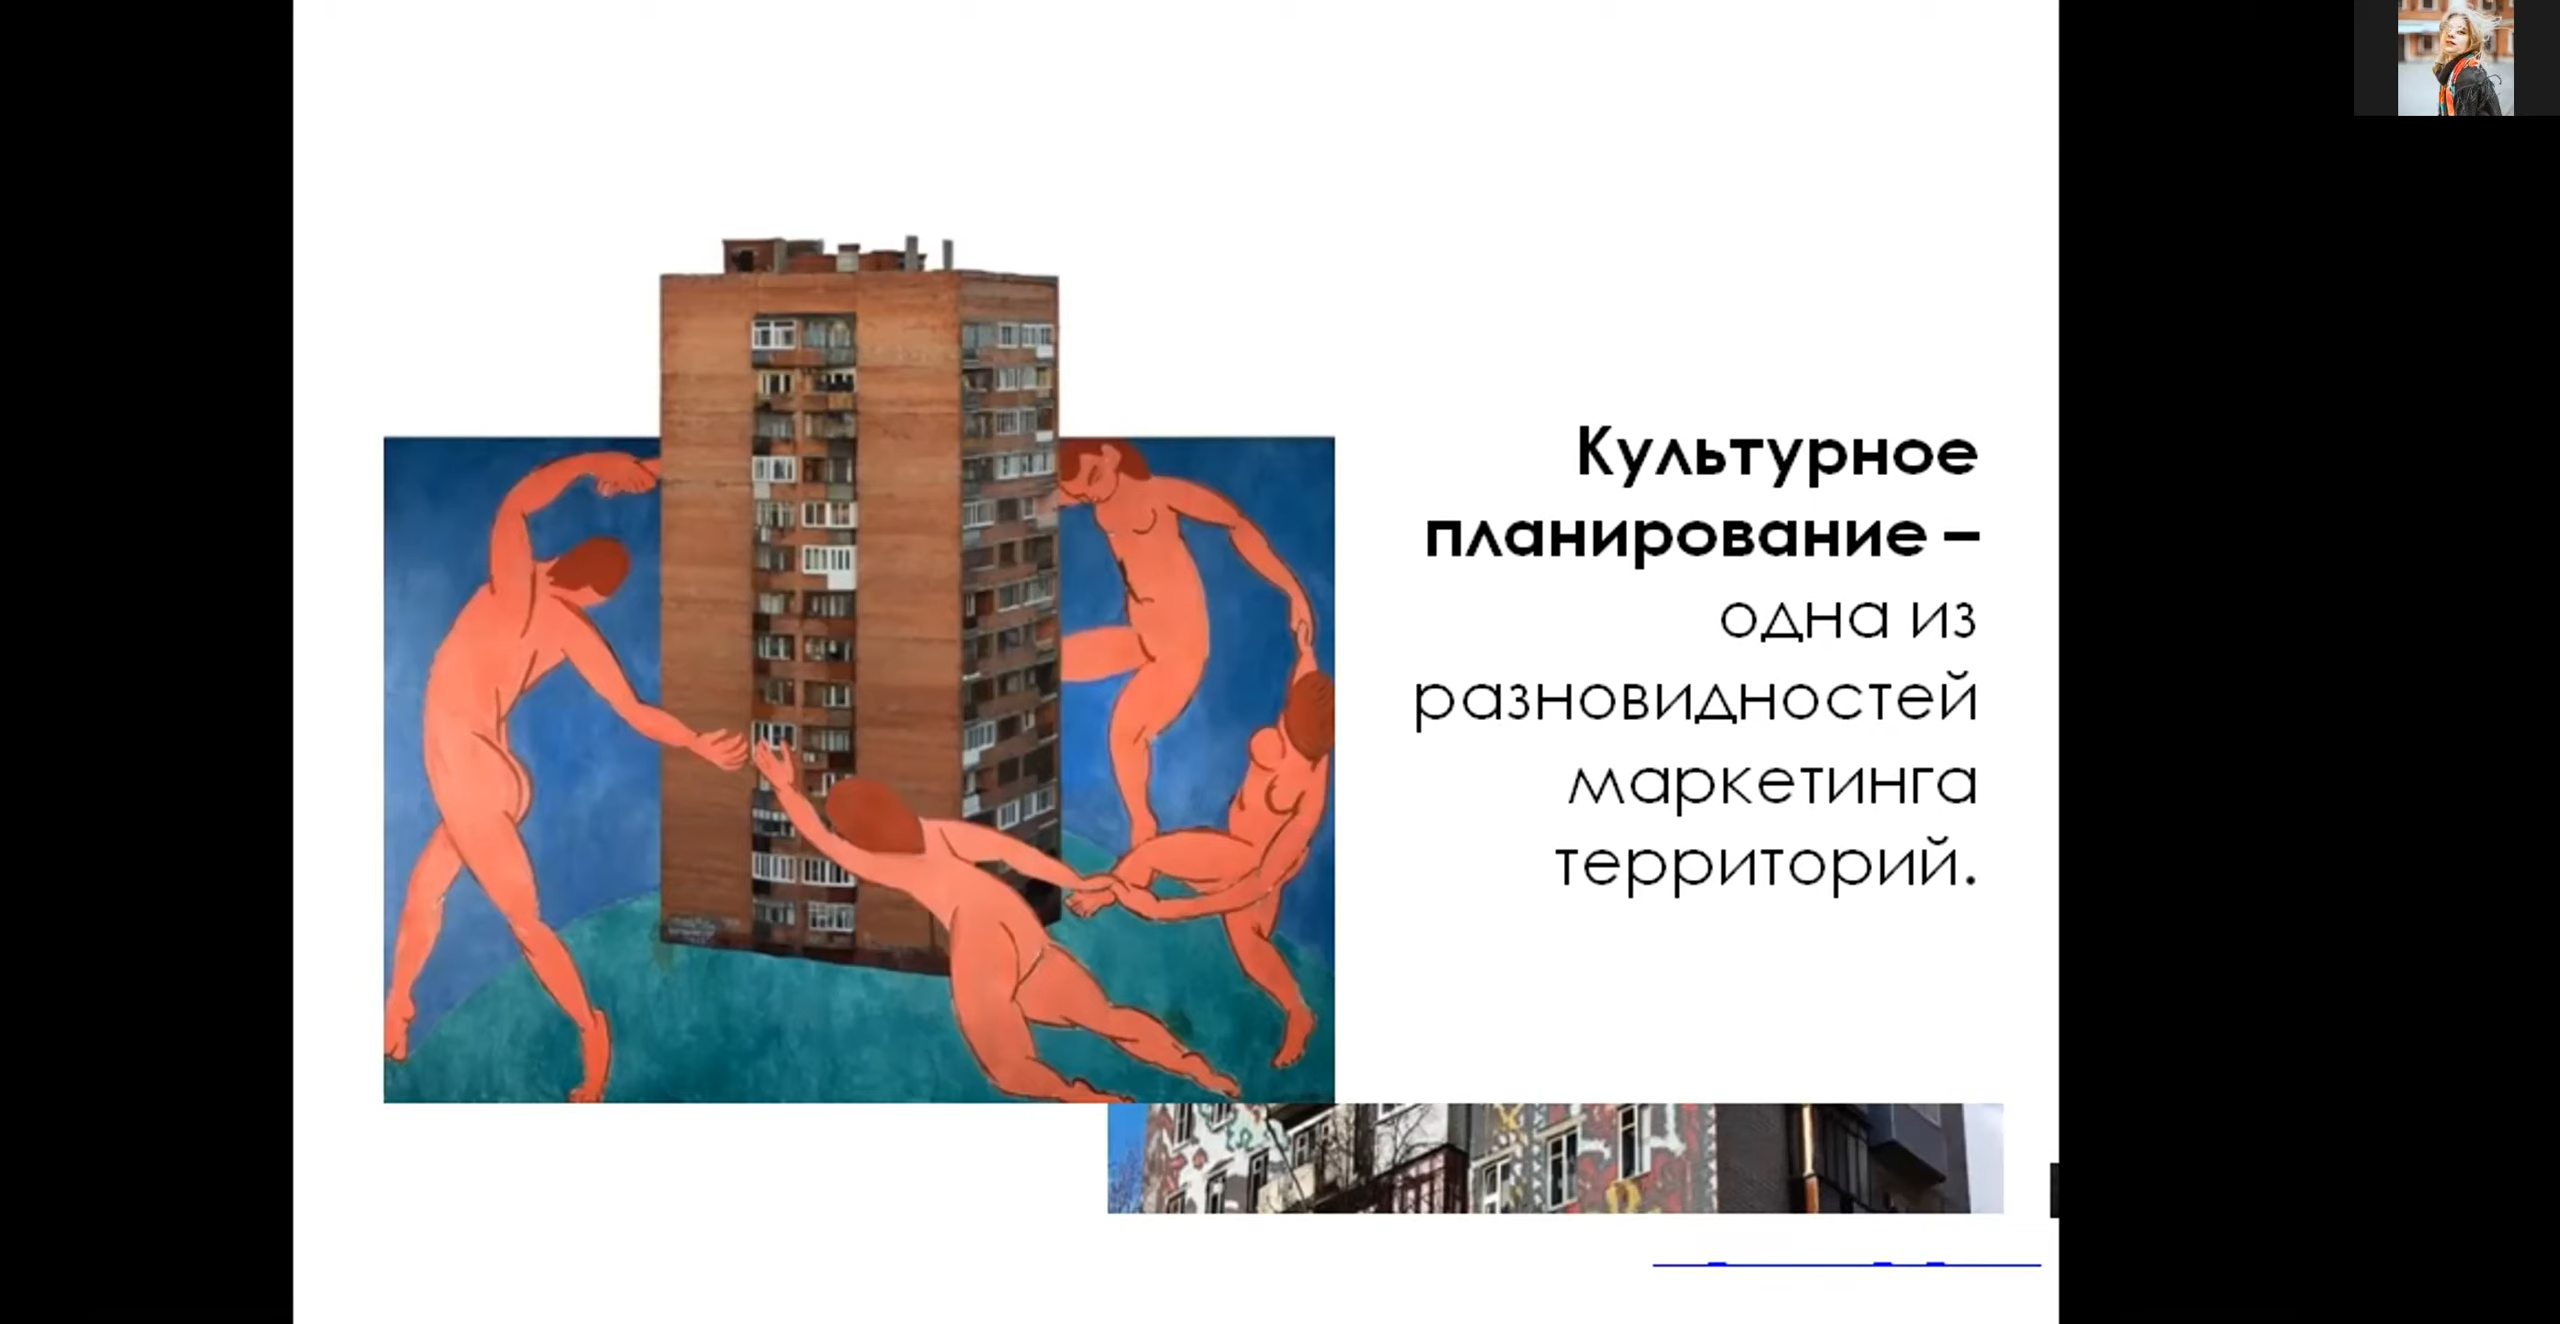 Культурное
планирование –
одна из
разновидностей
маркетинга
территорий.